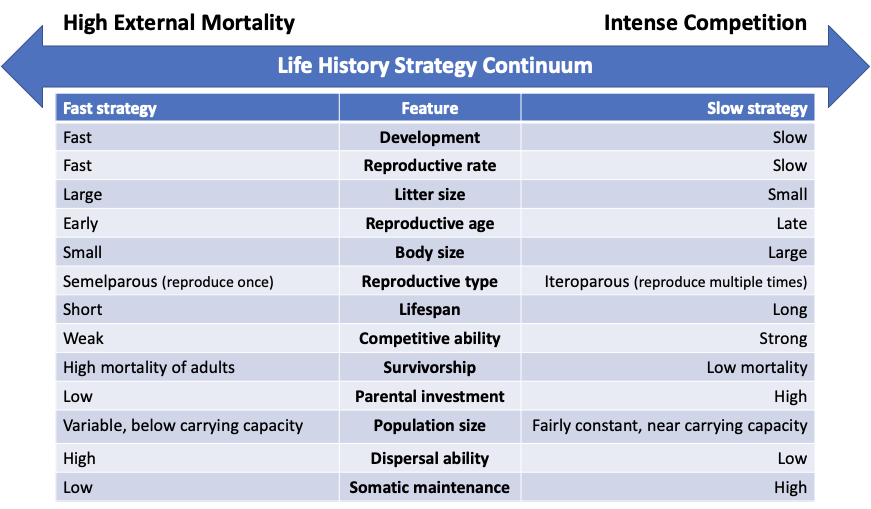 High External Mortality Intense Competition
Life History Strategy Continuum
Fast strategy Feature Slow strategy
Fast Development Slow
Fast Reproductive rate Slow
Large Litter size Small
Early Reproductive age Late
Small Body size Large
Semelparous (reproduce once) Reproductive type Iteroparous (reproduce multiple times)
Short Lifespan Long
Weak Competitive ability Strong
High mortality of adults Survivorship Low mortality
Low Parental investment High
Variable, below carrying capacity Population size Fairly constant, near carrying capacity
High Dispersal ability Low
Low Somatic maintenance High